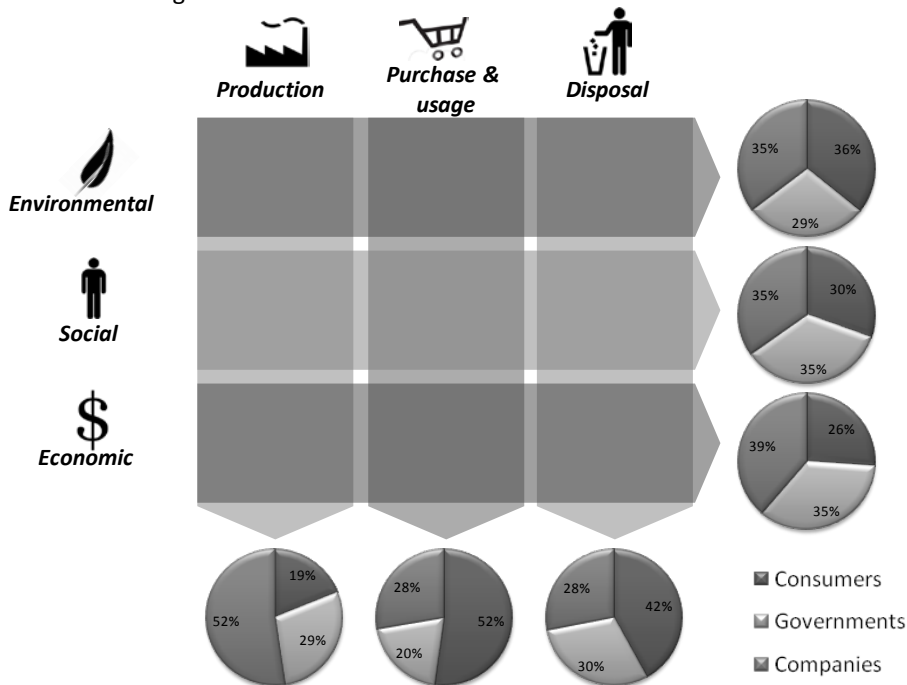 Production
Purchase &
usage
Disposal
Environmental
35%
36%
29%
Social
35%
30%
35%
$
Economic
39%
26%
35%
19%
52%
29%
28%
52%
20%
28%
42%
30%
Consumers
Governments
Companies